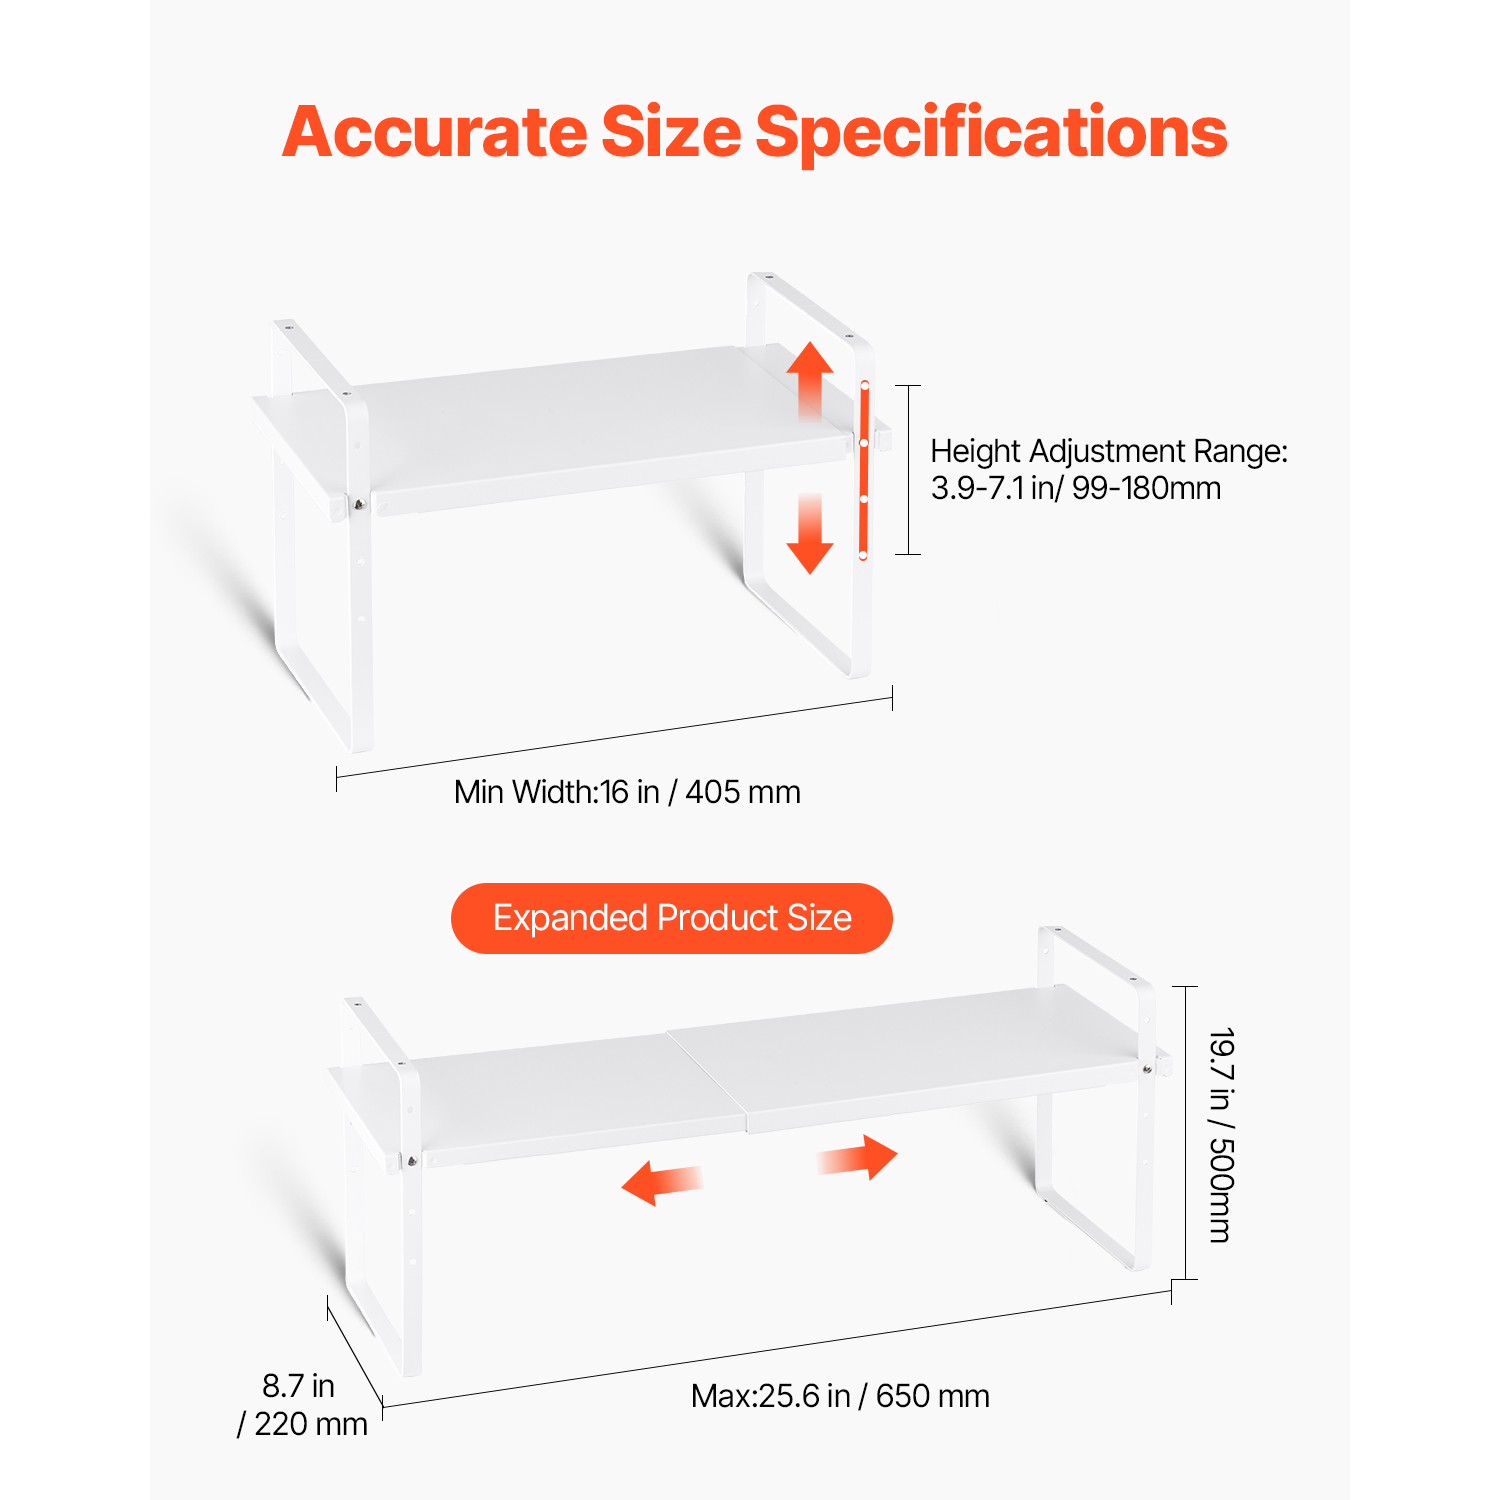 Accurate Size Specifications
Height Adjustment Range:
3.9-7.1 in/ 99-180mm
Min Width:16 in / 405 mm
Expanded Product Size
19.7 in / 500mm
8.7 in
/ 220 mm
Max:25.6 in / 650 mm